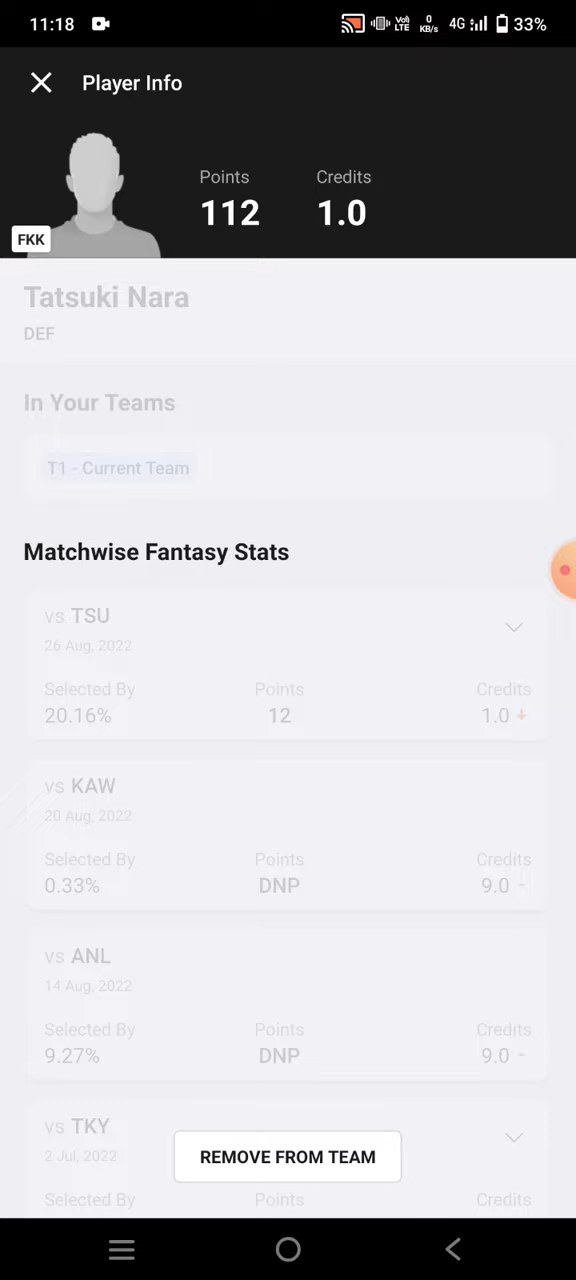 11:18
Vo) LTE
0 KB/s
4G
33%
Player Info
Points
Credits
112
1.0
FKK
Tatsuki Nara
DEF
In Your Teams
T1 - Current Team
Matchwise Fantasy Stats
vs TSU
26 Aug, 2022
Selected By
Points
Credits
20.16%
12
1.0
vs KAW
20 Aug, 2022
Selected By
Points
Credits
0.33%
DNP
9.0 -
vs ANL
14 Aug, 2022
Selected By
Points
Credits
9.27%
DNP
9.0 -
vs TKY
2 Jul, 2022
REMOVE FROM TEAM
Selected By
Points
Credits